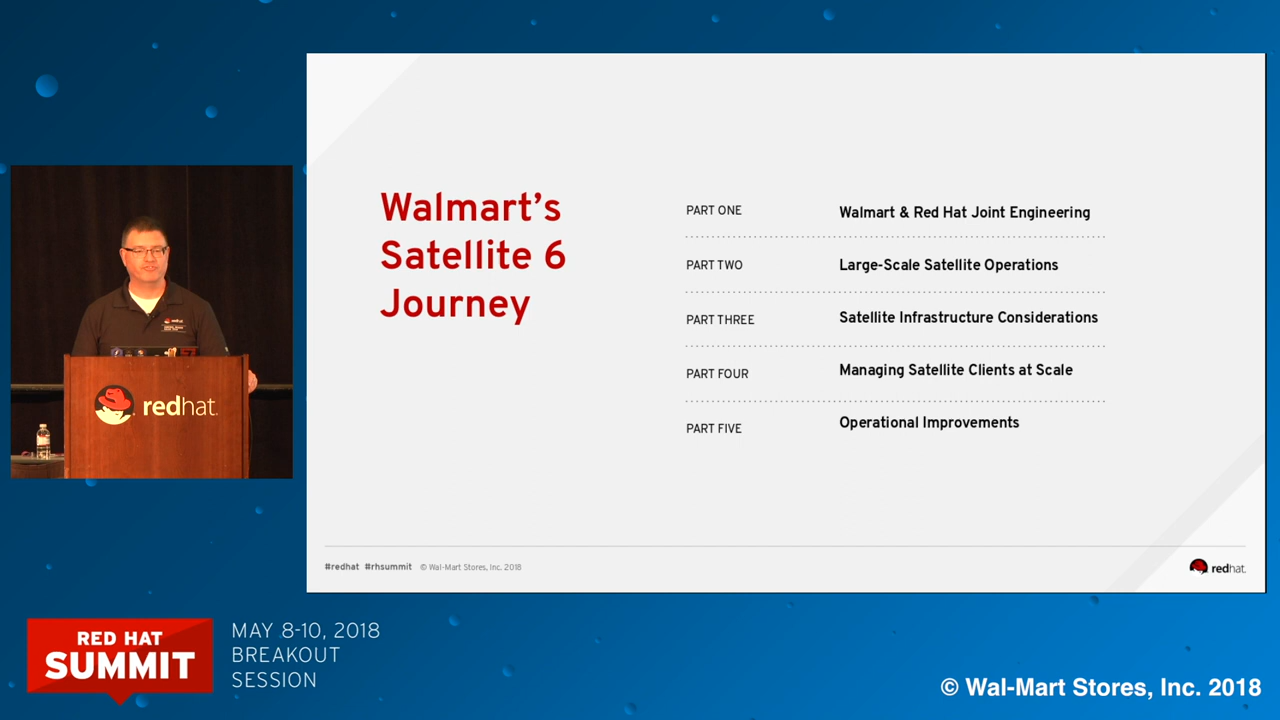 Walmart's
Satellite 6
Journey
PART ONE
Walmart & Red Hat Joint Engineering
PART TWO
Large-Scale Satellite Operations
PART THREE
Satellite Infrastructure Considerations
PART FOUR
Managing Satellite Clients at Scale
PART FIVE
Operational Improvements
#redhat #rhsummit © Wal-Mart Stores, Inc. 2018
redhat.
redhat.
RED HAT
SUMMIT
MAY 8-10, 2018
BREAKOUT
SESSION
© Wal-Mart Stores, Inc. 2018